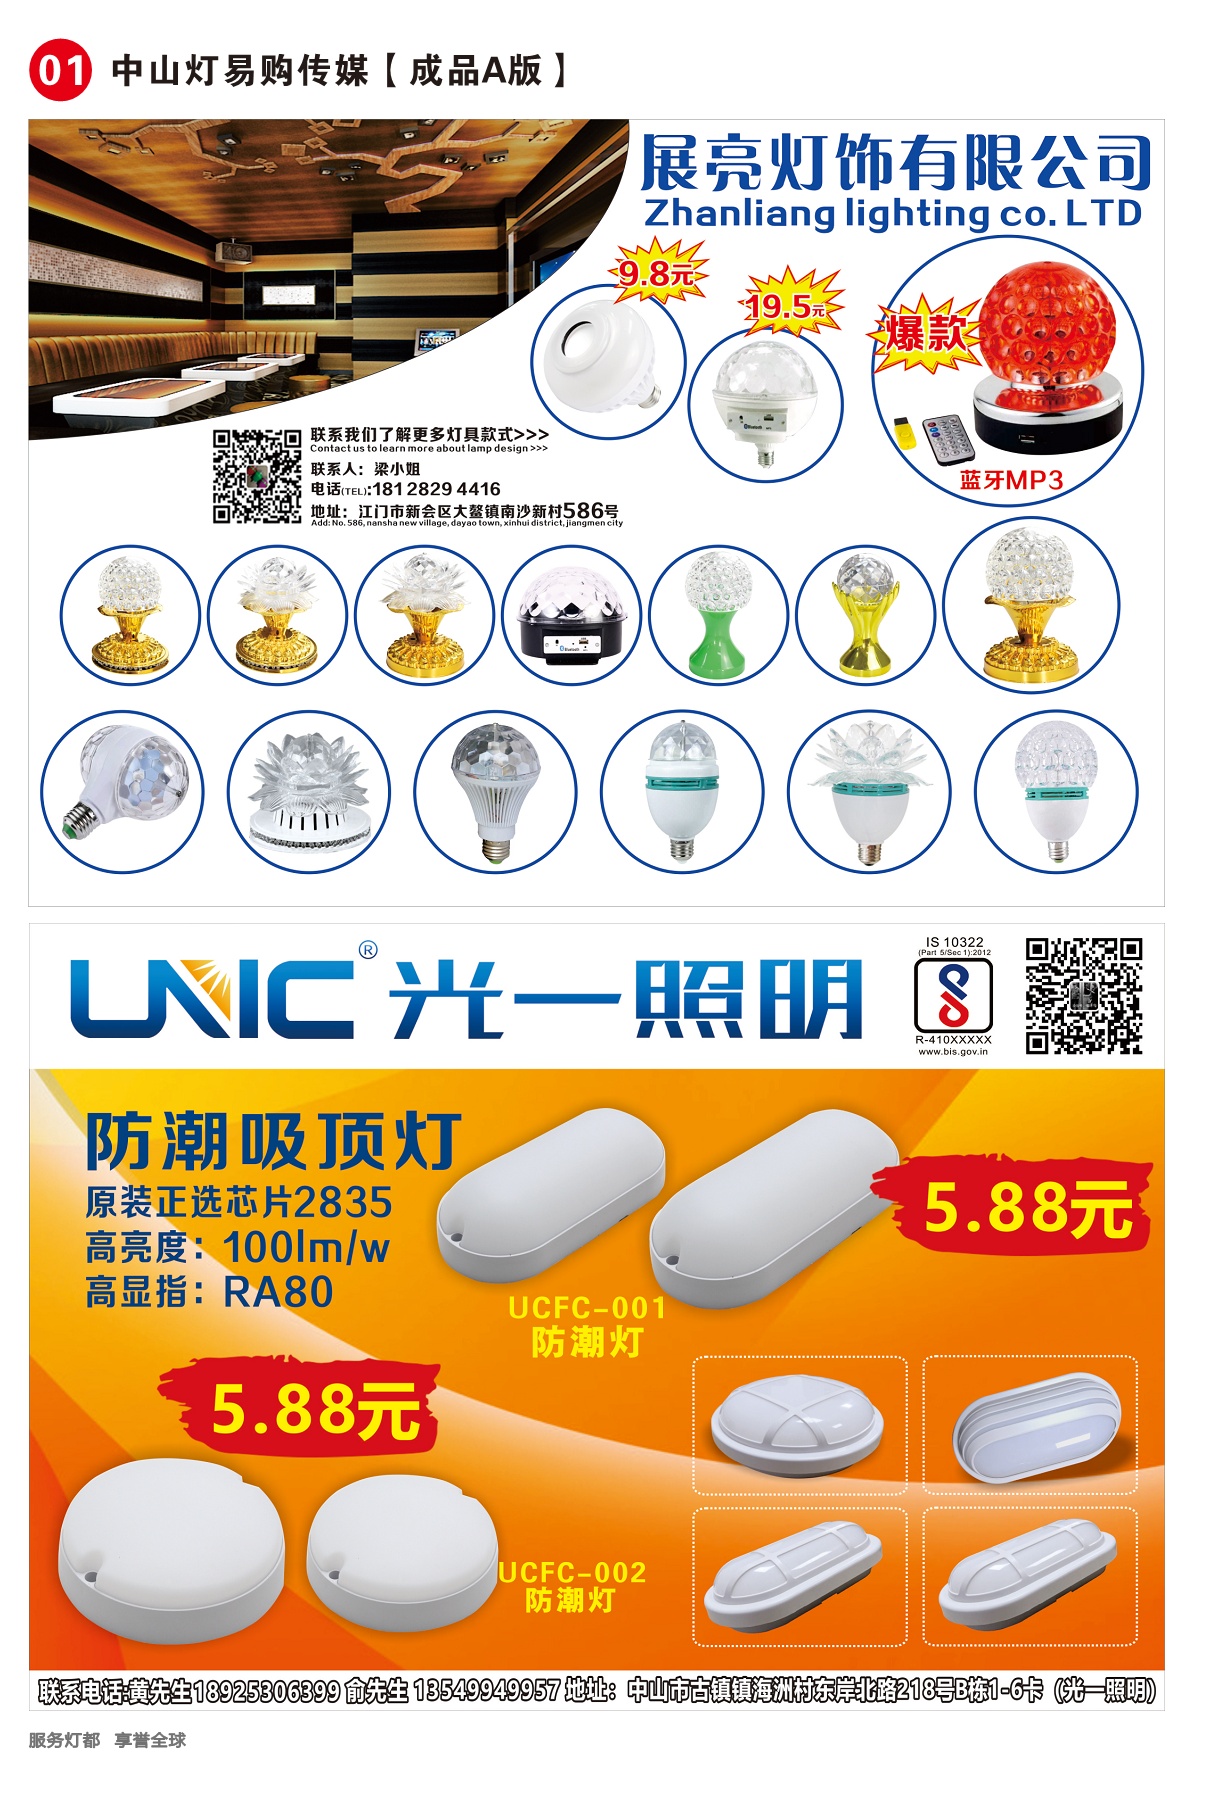 01 中山灯易购传媒【成品A版】
展亮灯饰有限公司
Zhanliang lighting co. LTD
9.8元
19.5元
爆款
蓝牙MP3
联系我们了解更多灯具款式>>>
Contact us to learn more about lamp design >>>
联系人：梁小姐
电话(TEL):181 2829 4416
地址：江门市新会区大鳌镇南沙新村586号
Add: No. 586, nansha new village, dayao town, xinhui district, jiangmen city
Bluetooth
UNIC® 光一照明
IS 10322
(Part 5/Sec 1):2012
R-410XXXXX
www.bis.gov.in
防潮吸顶灯
原装正选芯片2835
高亮度：100lm/w
高显指：RA80
5.88元
UCFC-001
防潮灯
5.88元
UCFC-002
防潮灯
联系电话:黄先生18925306399 俞先生 13549949957 地址：中山市古镇镇海洲村东岸北路218号B栋1-6卡（光一照明）
服务灯都 享誉全球